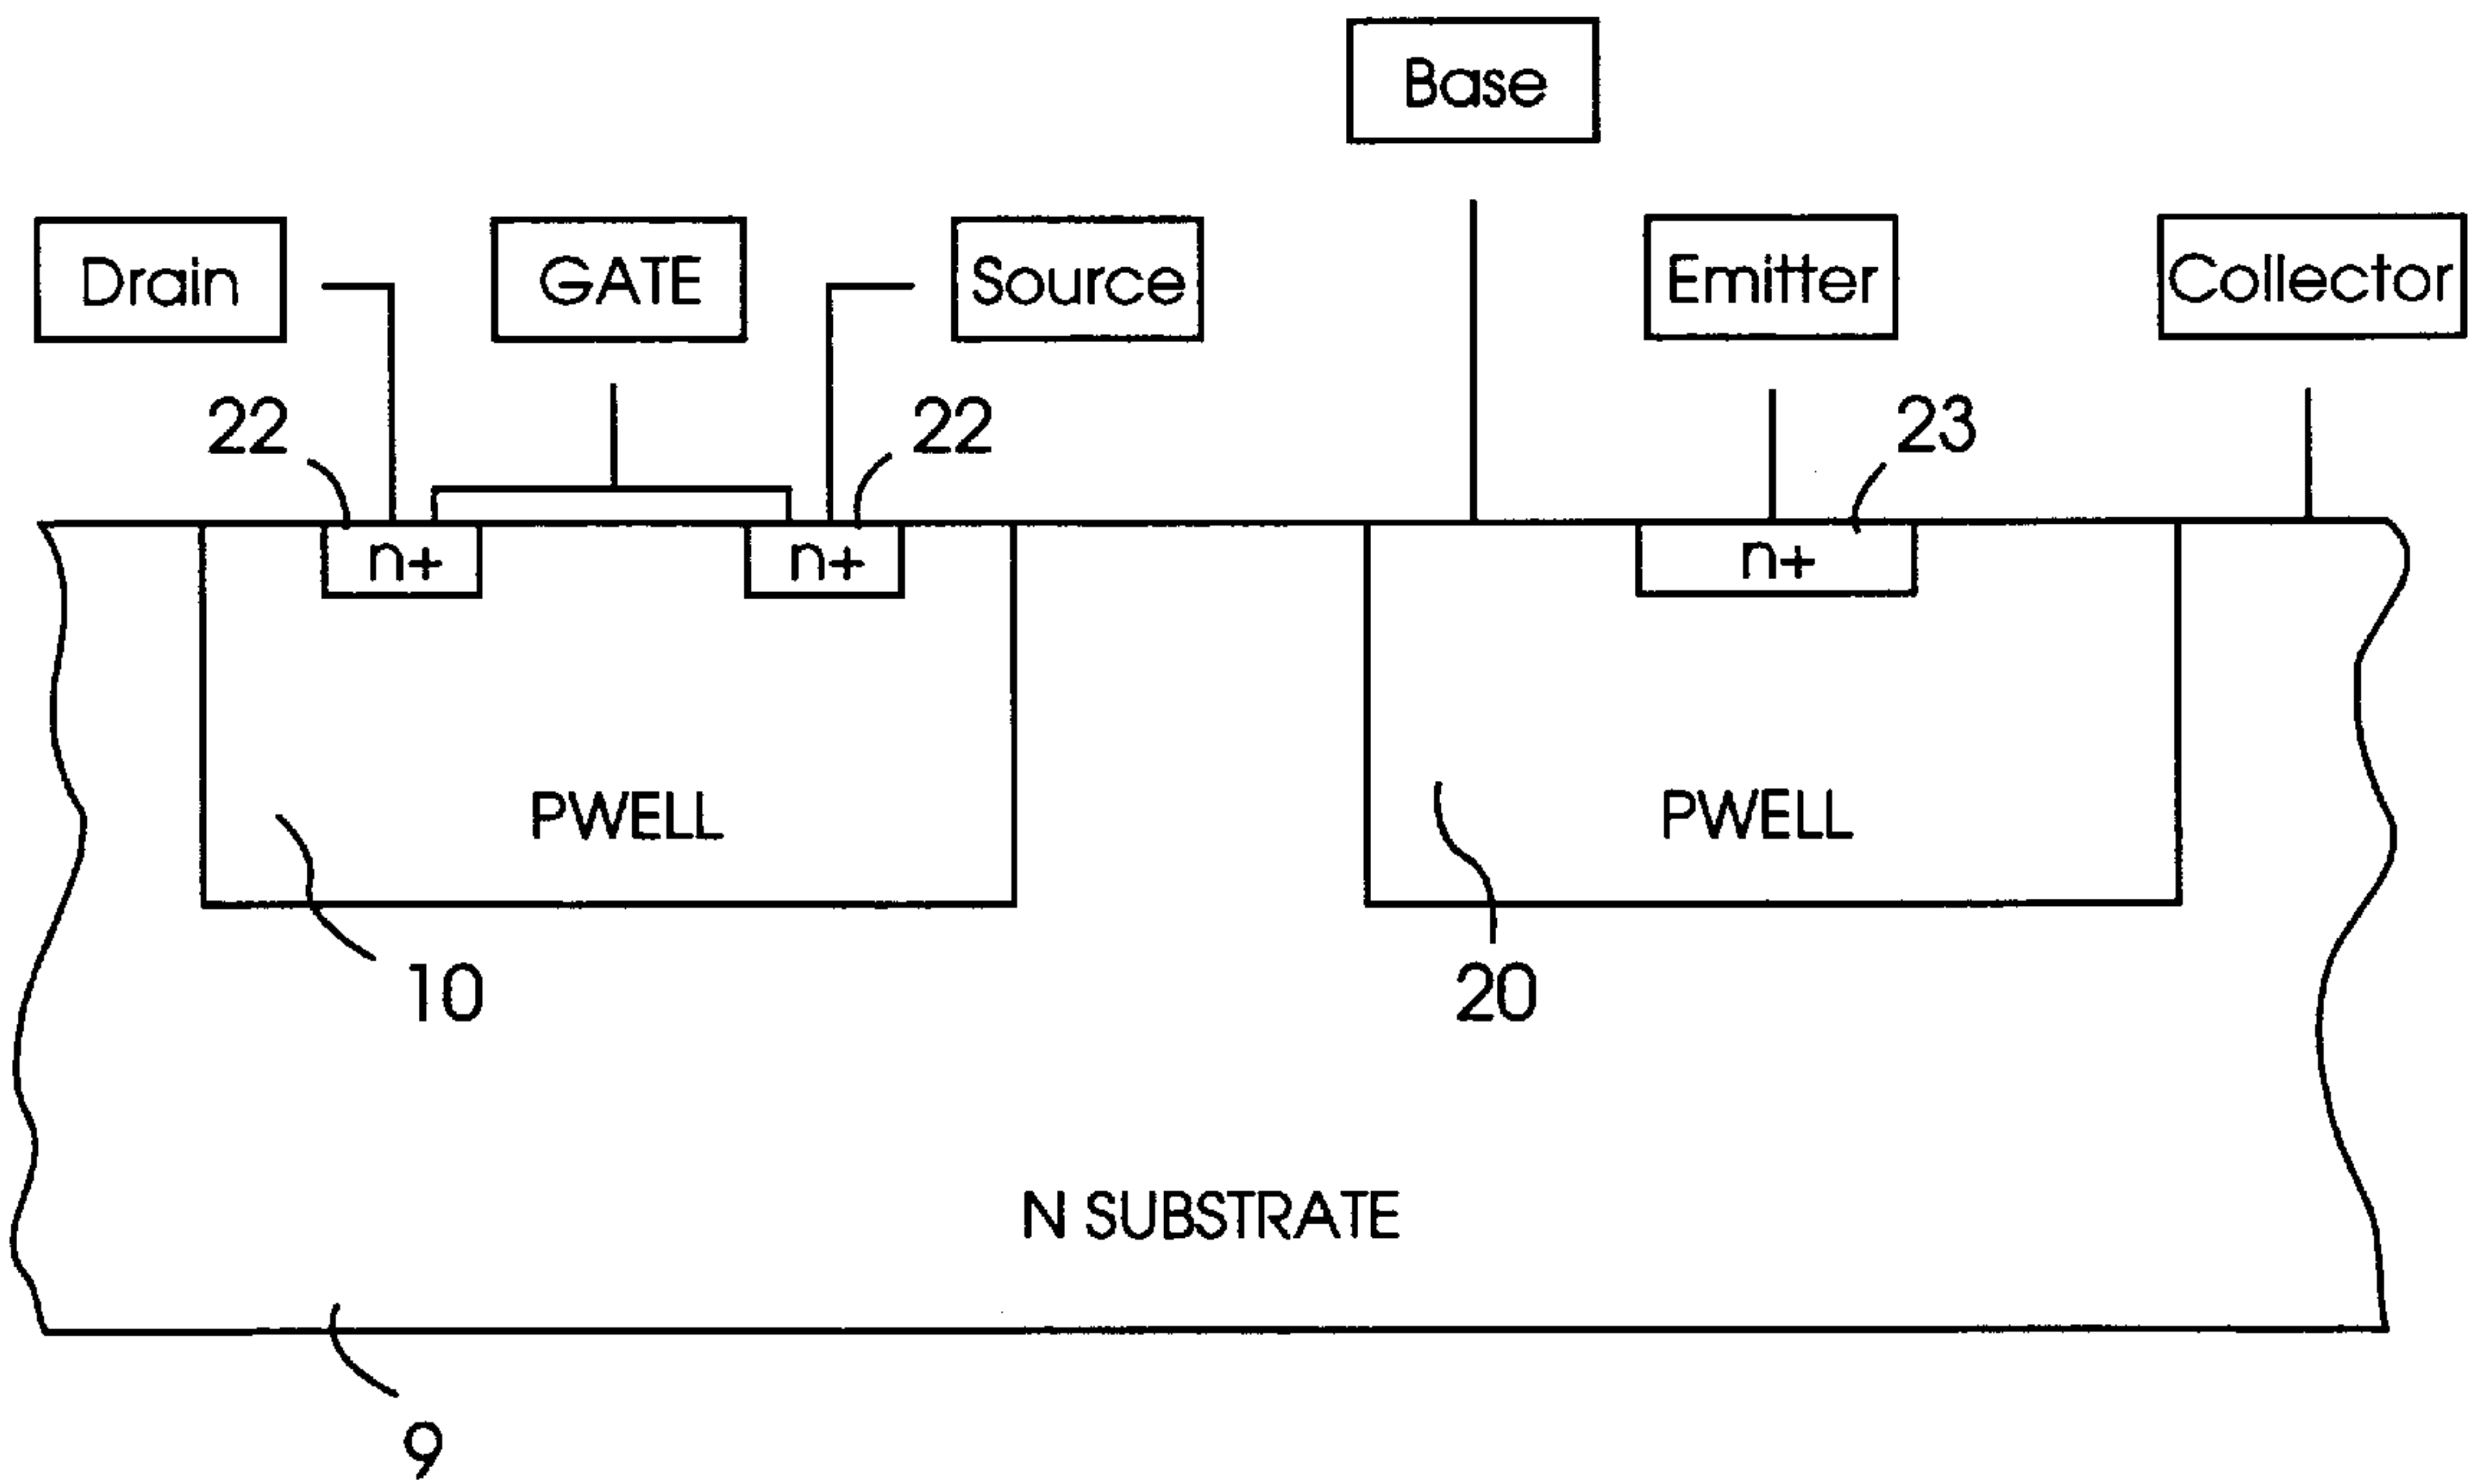 Base
Drain
GATE
Source
Emitter
Collector
22
22
23
n+
n+
n+
PWELL
PWELL
10
20
N SUBSTRATE
9